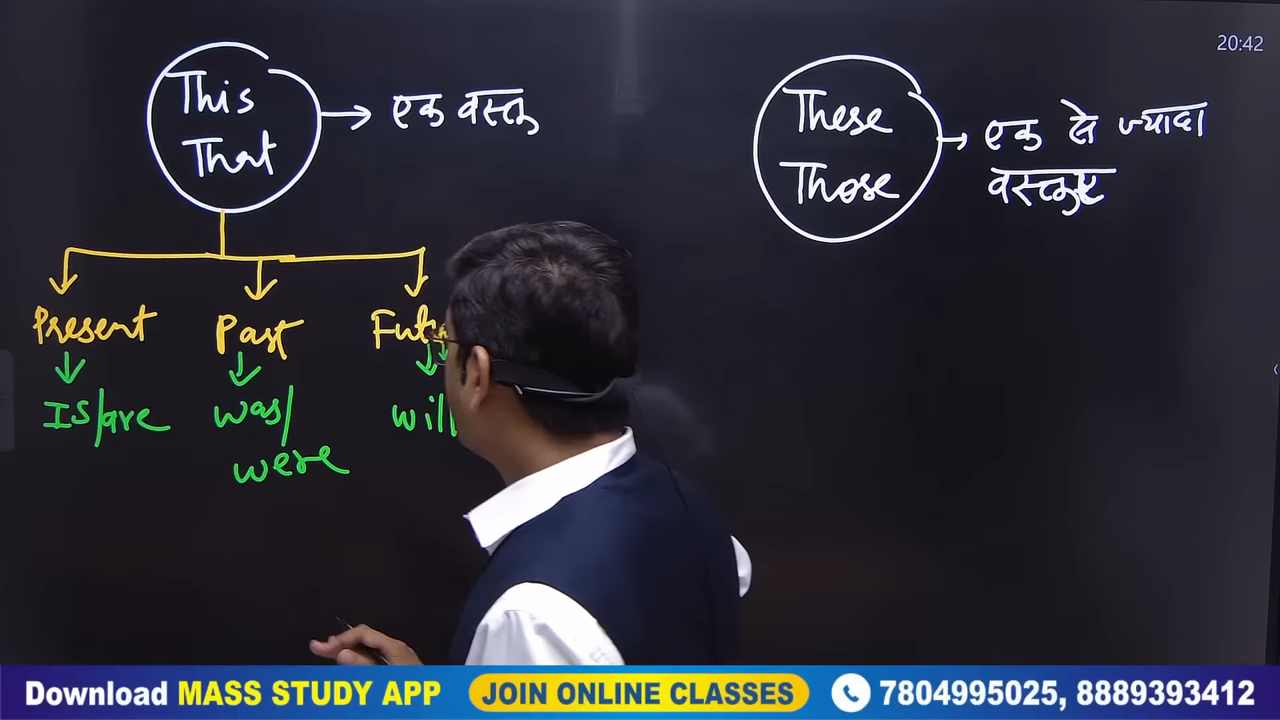 20:42
This
That
एक वस्तु
These
Those
एक से ज्यादा
वस्तुए
Present
Past
Is/are
was/
were
will
Download MASS STUDY APP
JOIN ONLINE CLASSES
7804995025, 8889393412